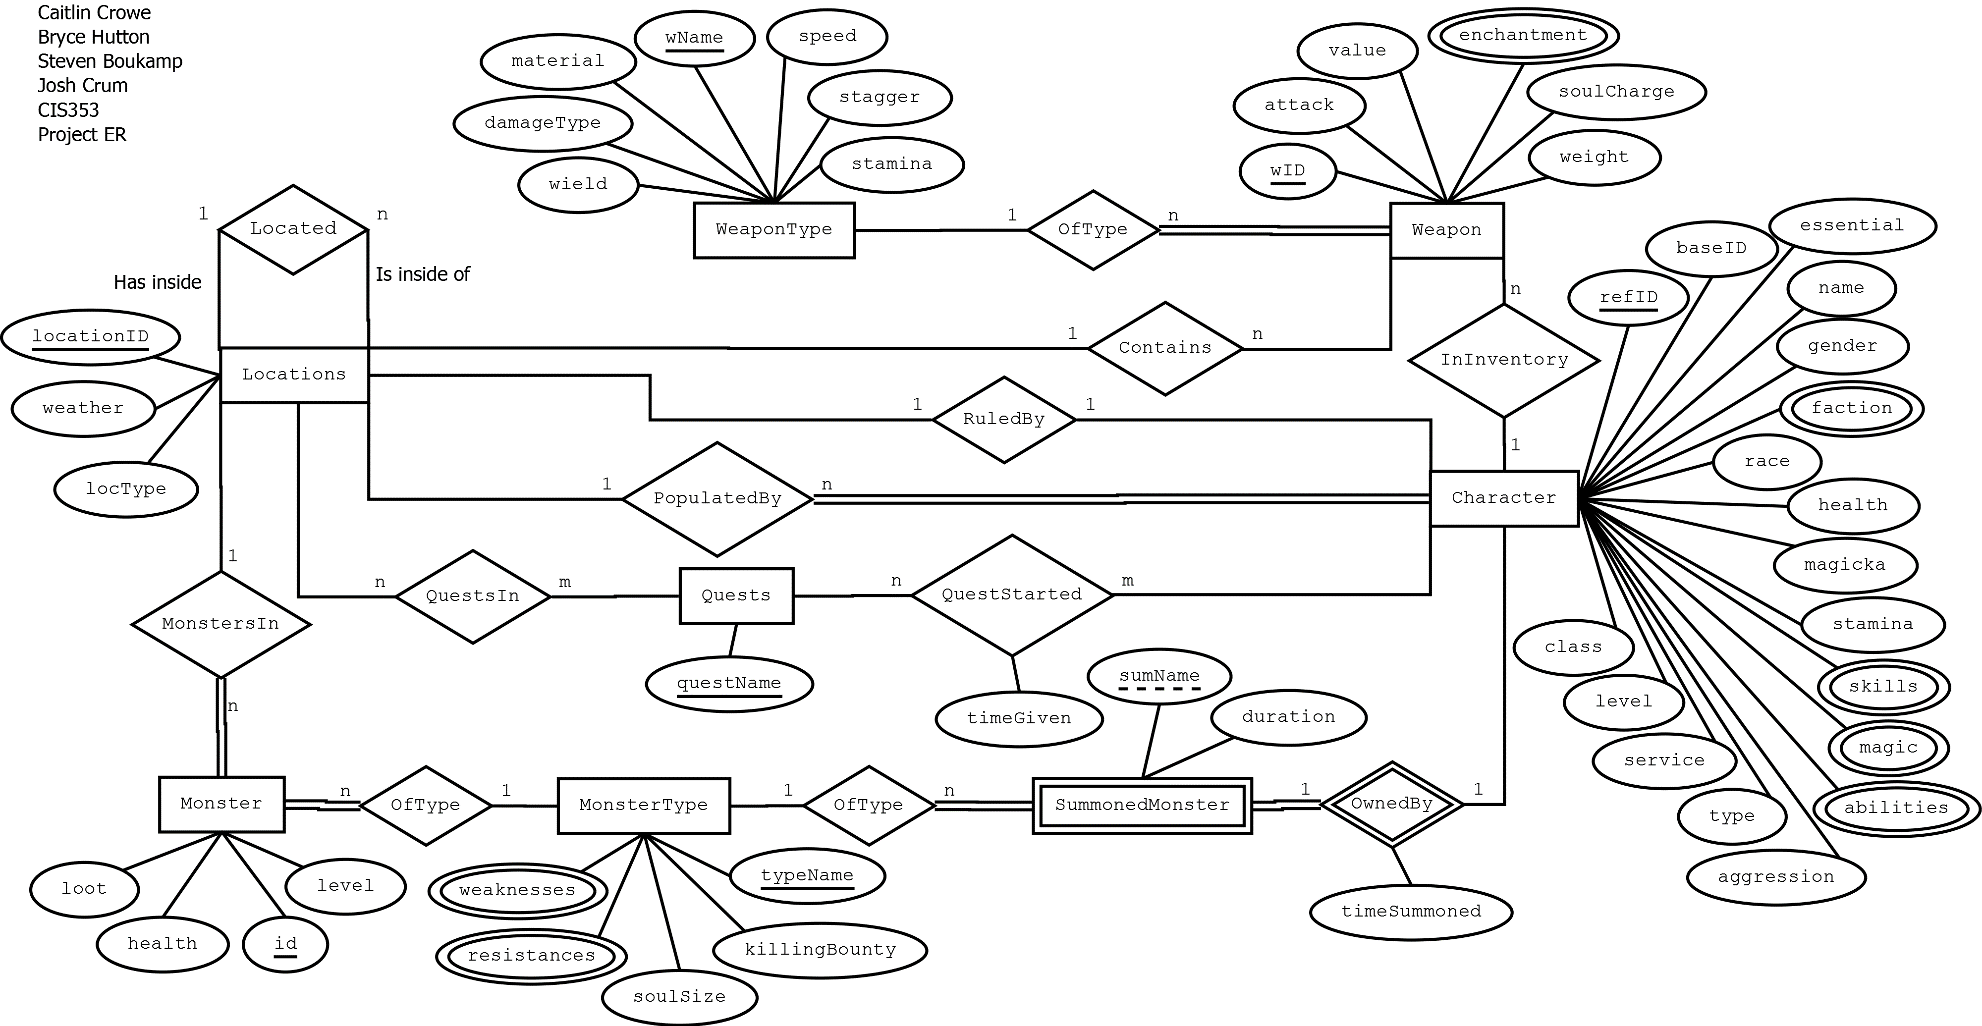 Caitlin Crowe
Bryce Hutton
Steven Boukamp
Josh Crum
CIS353
Project ER
material
wName
speed
damageType
stagger
wield
stamina
WeaponType
1
OfType
n
value
enchantment
attack
soulCharge
wID
weight
Weapon
1
Located
n
Has inside
Is inside of
locationID
weather
locType
Locations
1
Contains
n
n
InInventory
1
1
RuledBy
1
1
PopulatedBy
n
Character
refID
baseID
essential
name
gender
faction
race
health
magicka
stamina
skills
magic
abilities
class
level
service
type
aggression
1
MonstersIn
n
n
QuestsIn
m
Quests
questName
n
QuestStarted
m
timeGiven
sumName
duration
Monster
n
OfType
1
MonsterType
1
OfType
n
SummonedMonster
1
OwnedBy
1
timeSummoned
loot
health
id
level
weaknesses
resistances
soulSize
killingBounty
typeName